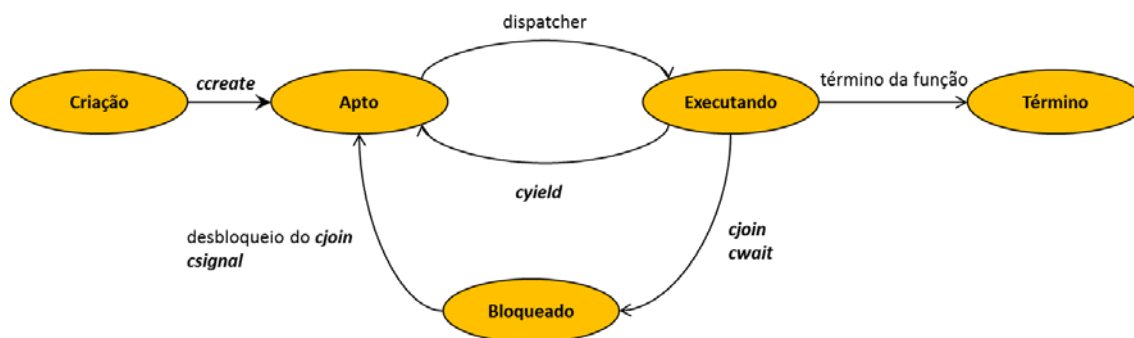 dispatcher
ccreate
término da função
Criação
Apto
Executando
Término
cyield
desbloqueio do cjoin
csignal
cjoin
cwait
Bloqueado